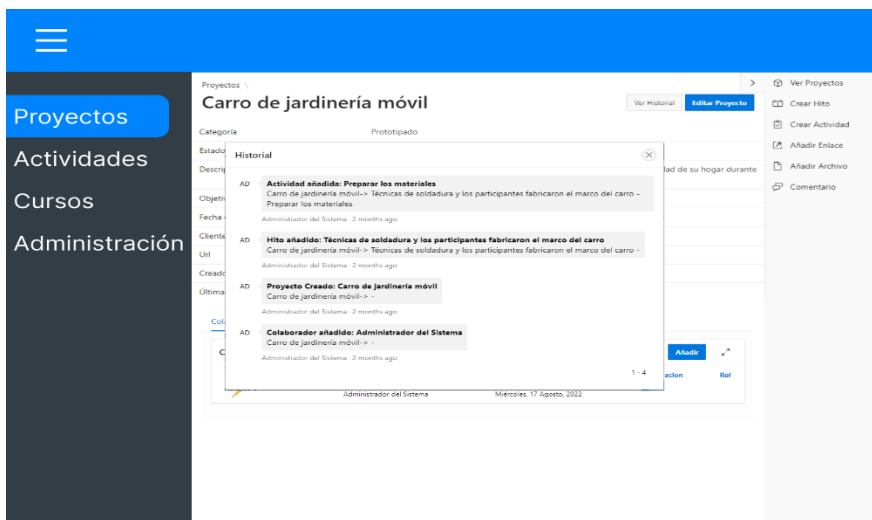 Proyectos
Actividades
Cursos
Administración
Proyectos \
Carro de jardinería móvil
Ver Historial
Editar Proyecto
Categoría
Prototipado
Estado
Descrip
lad de su hogar durante
Objetiv
Fecha
Cliente
Url
Creado
Última
Col
Historial
AD
Actividad añadida: Preparar los materiales
Carro de jardinería móvil-> Técnicas de soldadura y los participantes fabricaron el marco del carro -
Preparar los materiales
Administrador del Sistema · 2 months ago
AD
Hito añadido: Técnicas de soldadura y los participantes fabricaron el marco del carro
Carro de jardinería móvil-> Técnicas de soldadura y los participantes fabricaron el marco del carro -
Administrador del Sistema · 2 months ago
AD
Proyecto Creado: Carro de jardinería móvil
Carro de jardinería móvil-> -
Administrador del Sistema · 2 months ago
AD
Colaborador añadido: Administrador del Sistema
Carro de jardinería móvil-> -
Administrador del Sistema · 2 months ago
1 - 4
C
Añadir
acion
Rol
Administrador del Sistema
Miércoles, 17 Agosto, 2022
Ver Proyectos
Crear Hito
Crear Actividad
Añadir Enlace
Añadir Archivo
Comentario